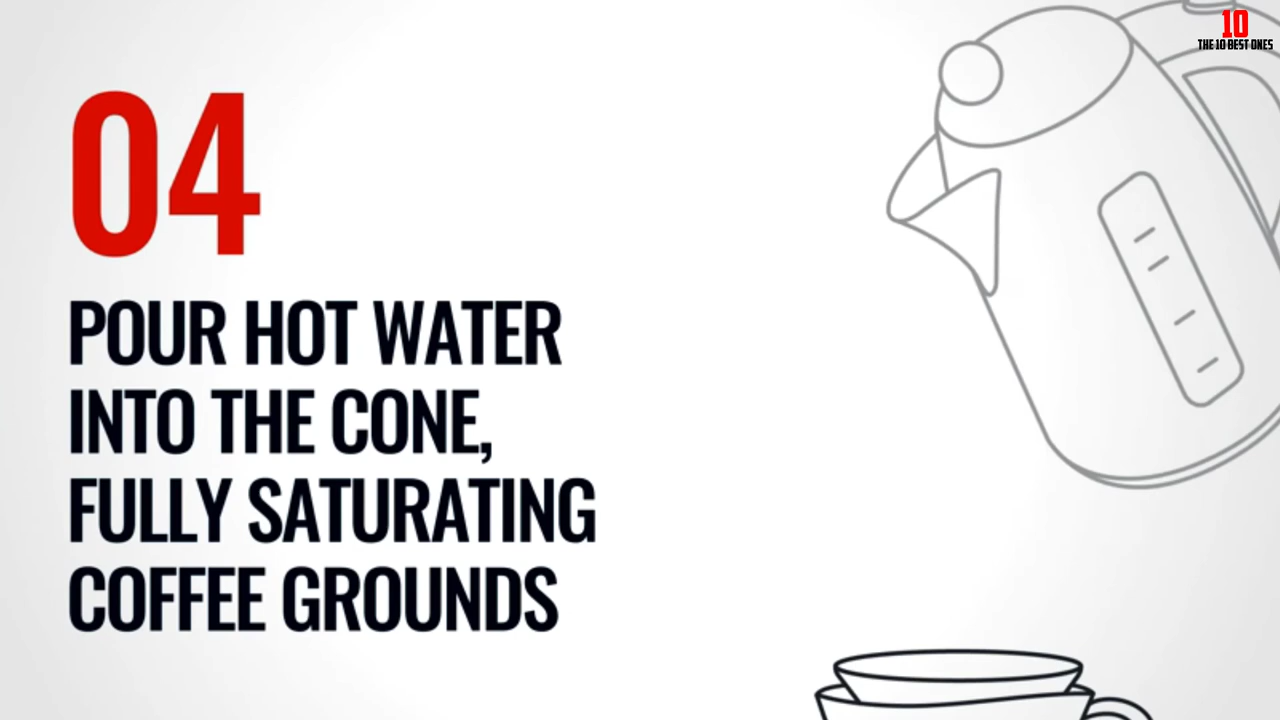 10
THE 10 BEST ONES
04
POUR HOT WATER
INTO THE CONE,
FULLY SATURATING
COFFEE GROUNDS